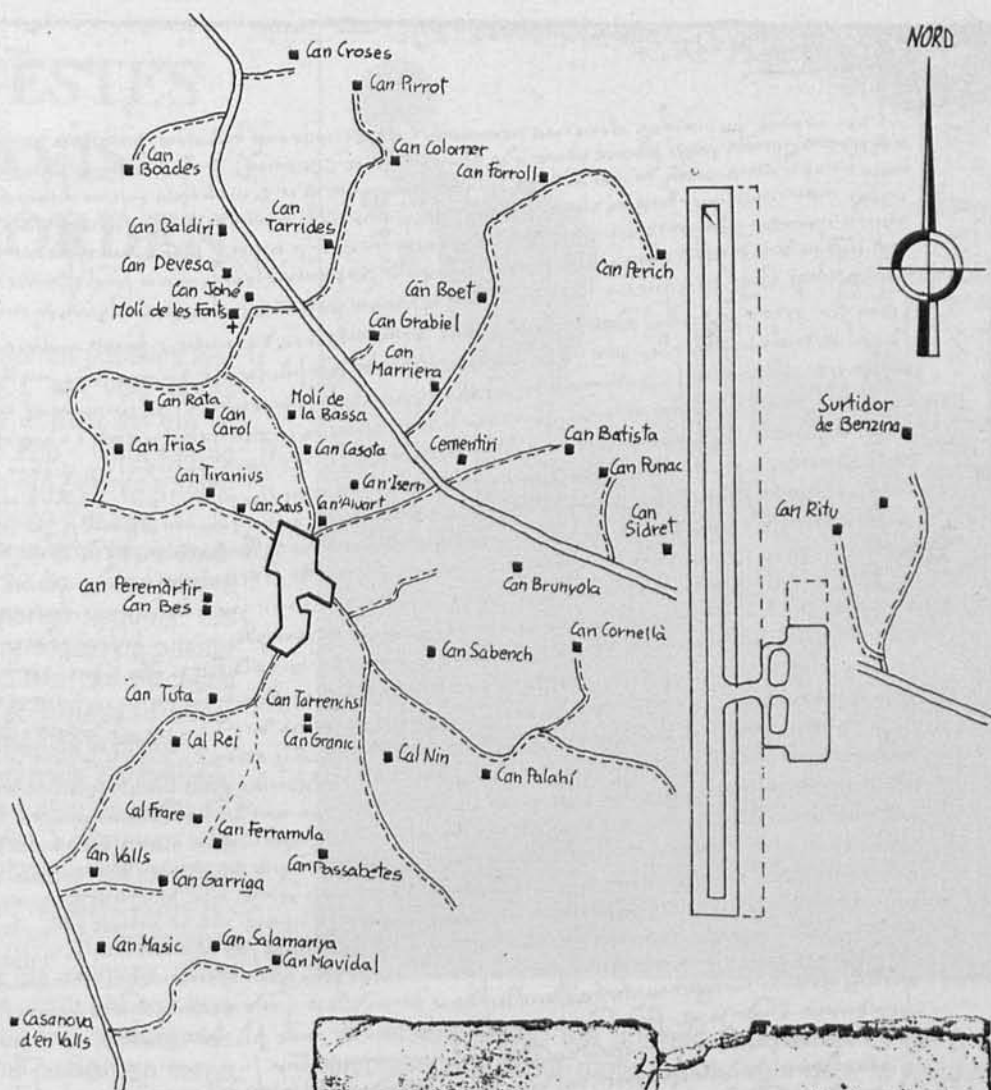 NORD
Can Croses
Can Pirrot
Can Colomer
Can
Boades
Can Forroll
Can
Tarrides
Can Baldiri
Can Perich
Can Devesa
Can Johé
Can Boet
Molí de les Fonts
Can Grabiel
Can
Marriera
Can Rata
Can
Carol
Molí de
la Bassa
Surtidor
de Benzina
Can Trias
Can Casota
Cementiri
Can Batista
Can Tiranius
Can'Isern
Can Punac
Can Saus
Can'Aluart
Can
Sidret
Can Ritu
Can Brunyola
Can Peremàrtir
Can Bes
Can Cornellà
Can Sabench
Can Tuta
Can Tarrenchs
Can Granic
Cal Rei
Cal Nin
Can Palahí
Cal Frare
Can Ferramula
Can Passabetes
Can Valls
Can Garriga
Can Masic
Can Salamanya
Can Mavidal
Casanova
d'en Valls